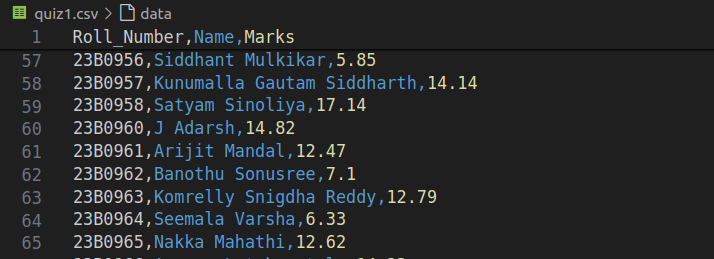 quiz1.csv > data
1 Roll_Number,Name,Marks
57 23B0956,Siddhant Mulkikar,5.85
58 23B0957,Kunumalla Gautam Siddharth,14.14
59 23B0958,Satyam Sinoliya,17.14
60 23B0960,J Adarsh,14.82
61 23B0961,Arijit Mandal,12.47
62 23B0962,Banothu Sonusree,7.1
63 23B0963,Komrelly Snigdha Reddy,12.79
64 23B0964,Seemala Varsha,6.33
65 23B0965,Nakka Mahathi,12.62